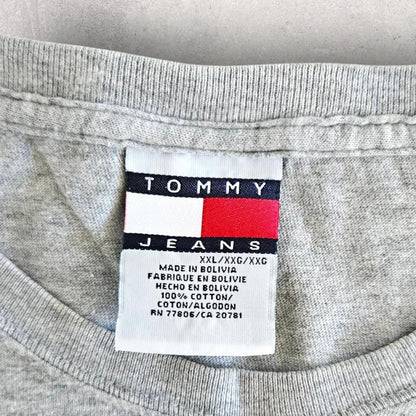 TOMMY
JEANS
XXL/XXG/XXG
MADE IN BOLIVIA
FABRIQUE EN BOLIVIE
HECHO EN BOLIVIA
100% COTTON/
COTON/ALGODON
RN 77806/CA 20781